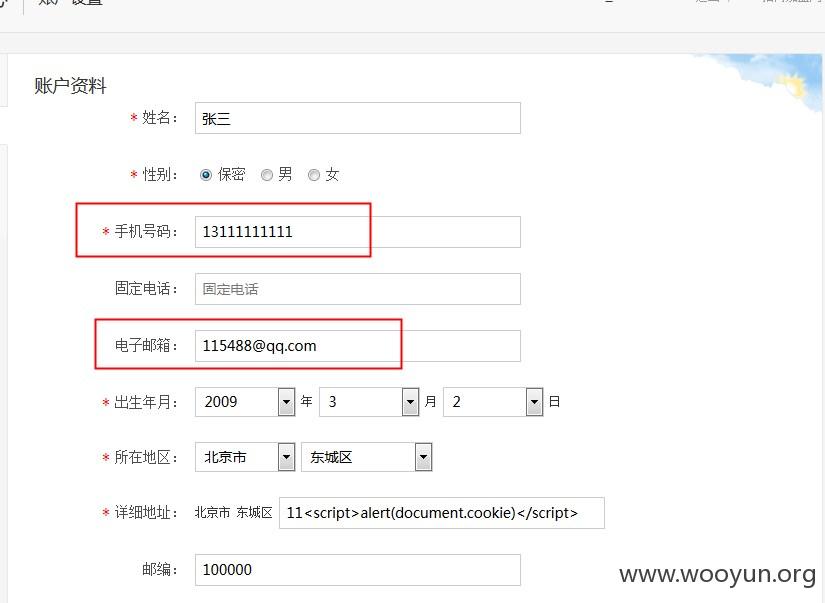 账户资料
* 姓名： 张三
* 性别： 保密 男 女
* 手机号码： 13111111111
固定电话： 固定电话
电子邮箱： 115488@qq.com
* 出生年月： 2009 年 3 月 2 日
* 所在地区： 北京市 东城区
* 详细地址： 北京市 东城区 11<script>alert(document.cookie)</script>
邮编： 100000
www.wooyun.org